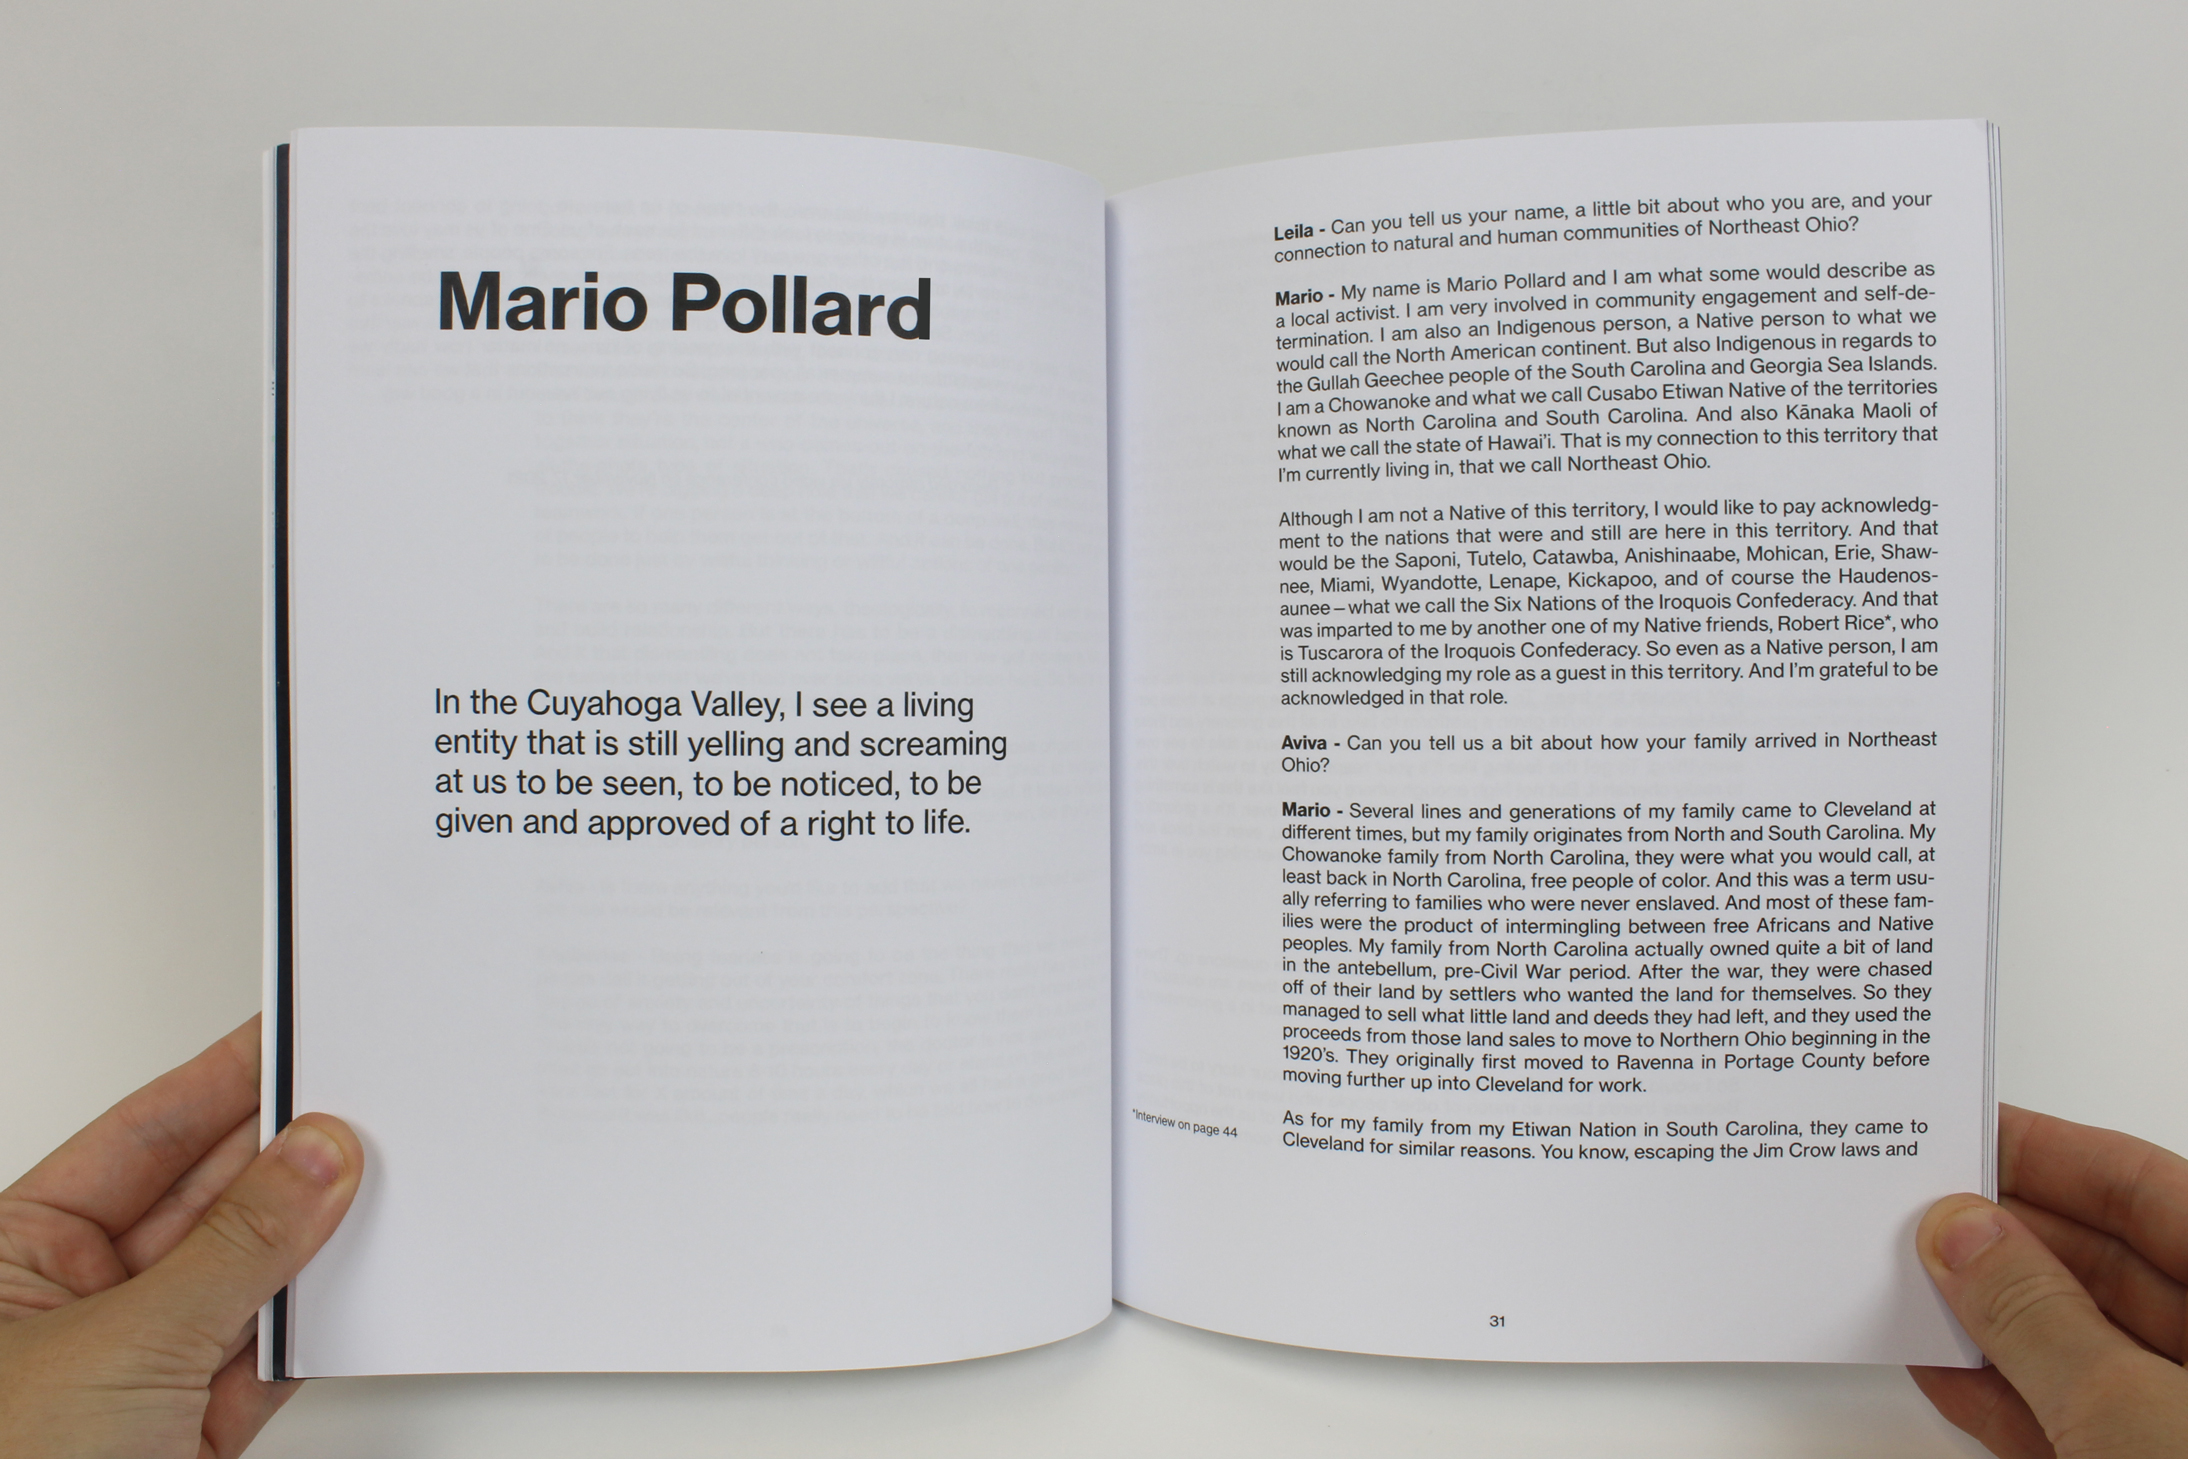 Mario Pollard
In the Cuyahoga Valley, I see a living
entity that is still yelling and screaming
at us to be seen, to be noticed, to be
given and approved of a right to life.
Leila - Can you tell us your name, a little bit about who you are, and your
connection to natural and human communities of Northeast Ohio?
Mario - My name is Mario Pollard and I am what some would describe as
a local activist. I am very involved in community engagement and self-de-
termination. I am also an Indigenous person, a Native person to what we
would call the North American continent. But also Indigenous in regards to
the Gullah Geechee people of the South Carolina and Georgia Sea Islands.
I am a Chowanoke and what we call Cusabo Etiwan Native of the territories
known as North Carolina and South Carolina. And also Kānaka Maoli of
what we call the state of Hawai'i. That is my connection to this territory that
I'm currently living in, that we call Northeast Ohio.
Although I am not a Native of this territory, I would like to pay acknowledg-
ment to the nations that were and still are here in this territory. And that
would be the Saponi, Tutelo, Catawba, Anishinaabe, Mohican, Erie, Shaw-
nee, Miami, Wyandotte, Lenape, Kickapoo, and of course the Haudenos-
aunee – what we call the Six Nations of the Iroquois Confederacy. And that
was imparted to me by another one of my Native friends, Robert Rice*, who
is Tuscarora of the Iroquois Confederacy. So even as a Native person, I am
still acknowledging my role as a guest in this territory. And I'm grateful to be
acknowledged in that role.
Aviva - Can you tell us a bit about how your family arrived in Northeast
Ohio?
Mario - Several lines and generations of my family came to Cleveland at
different times, but my family originates from North and South Carolina. My
Chowanoke family from North Carolina, they were what you would call, at
least back in North Carolina, free people of color. And this was a term usu-
ally referring to families who were never enslaved. And most of these fam-
ilies were the product of intermingling between free Africans and Native
peoples. My family from North Carolina actually owned quite a bit of land
in the antebellum, pre-Civil War period. After the war, they were chased
off of their land by settlers who wanted the land for themselves. So they
managed to sell what little land and deeds they had left, and they used the
proceeds from those land sales to move to Northern Ohio beginning in the
1920's. They originally first moved to Ravenna in Portage County before
moving further up into Cleveland for work.
*Interview on page 44
As for my family from my Etiwan Nation in South Carolina, they came to
Cleveland for similar reasons. You know, escaping the Jim Crow laws and
31